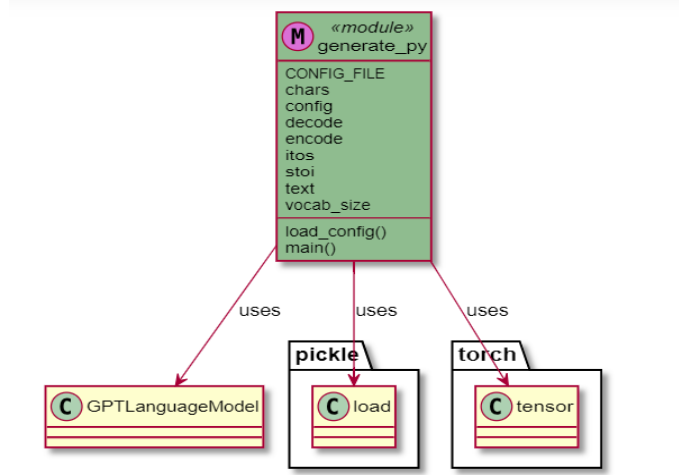 M «module»
generate_py
CONFIG_FILE
chars
config
decode
encode
itos
stoi
text
vocab_size
load_config()
main()
uses uses uses
pickle torch
C GPTLanguageModel C load C tensor